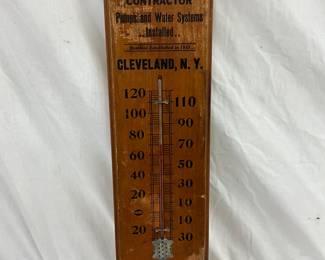 CONTRACTOR
Pumps and Water Systems
..Installed..
CLEVELAND, N. Y.
120 110
100 90
80 70
60 50
40 30
20 10
0 10
20 30